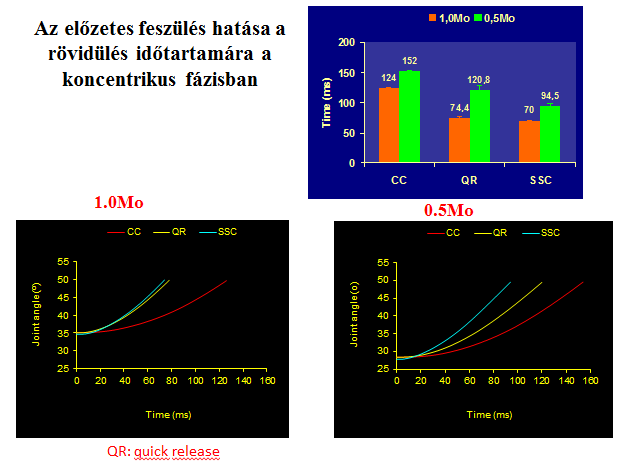 Az előzetes feszülés hatása a
rövidülés időtartamára a
koncentrikus fázisban
1,0Mo 0,5Mo
Time (ms)
200
150
100
50
0
124
152
74,4
120,8
70
94,5
CC QR SSC
1.0Mo
CC QR SSC
Joint angle(º)
55
50
45
40
35
30
25
0 20 40 60 80 100 120 140 160
Time (ms)
0.5Mo
CC QR SSC
Joint angle(o)
55
50
45
40
35
30
25
0 20 40 60 80 100 120 140 160
Time (ms)
QR: quick release